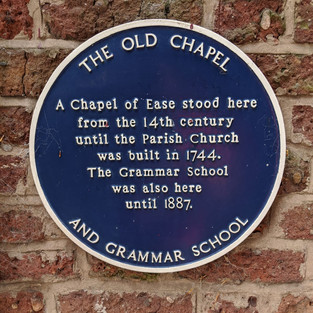 THE OLD CHAPEL
A Chapel of Ease stood here
from the 14th century
until the Parish Church
was built in 1744.
The Grammar School
was also here
until 1887.
AND GRAMMAR SCHOOL